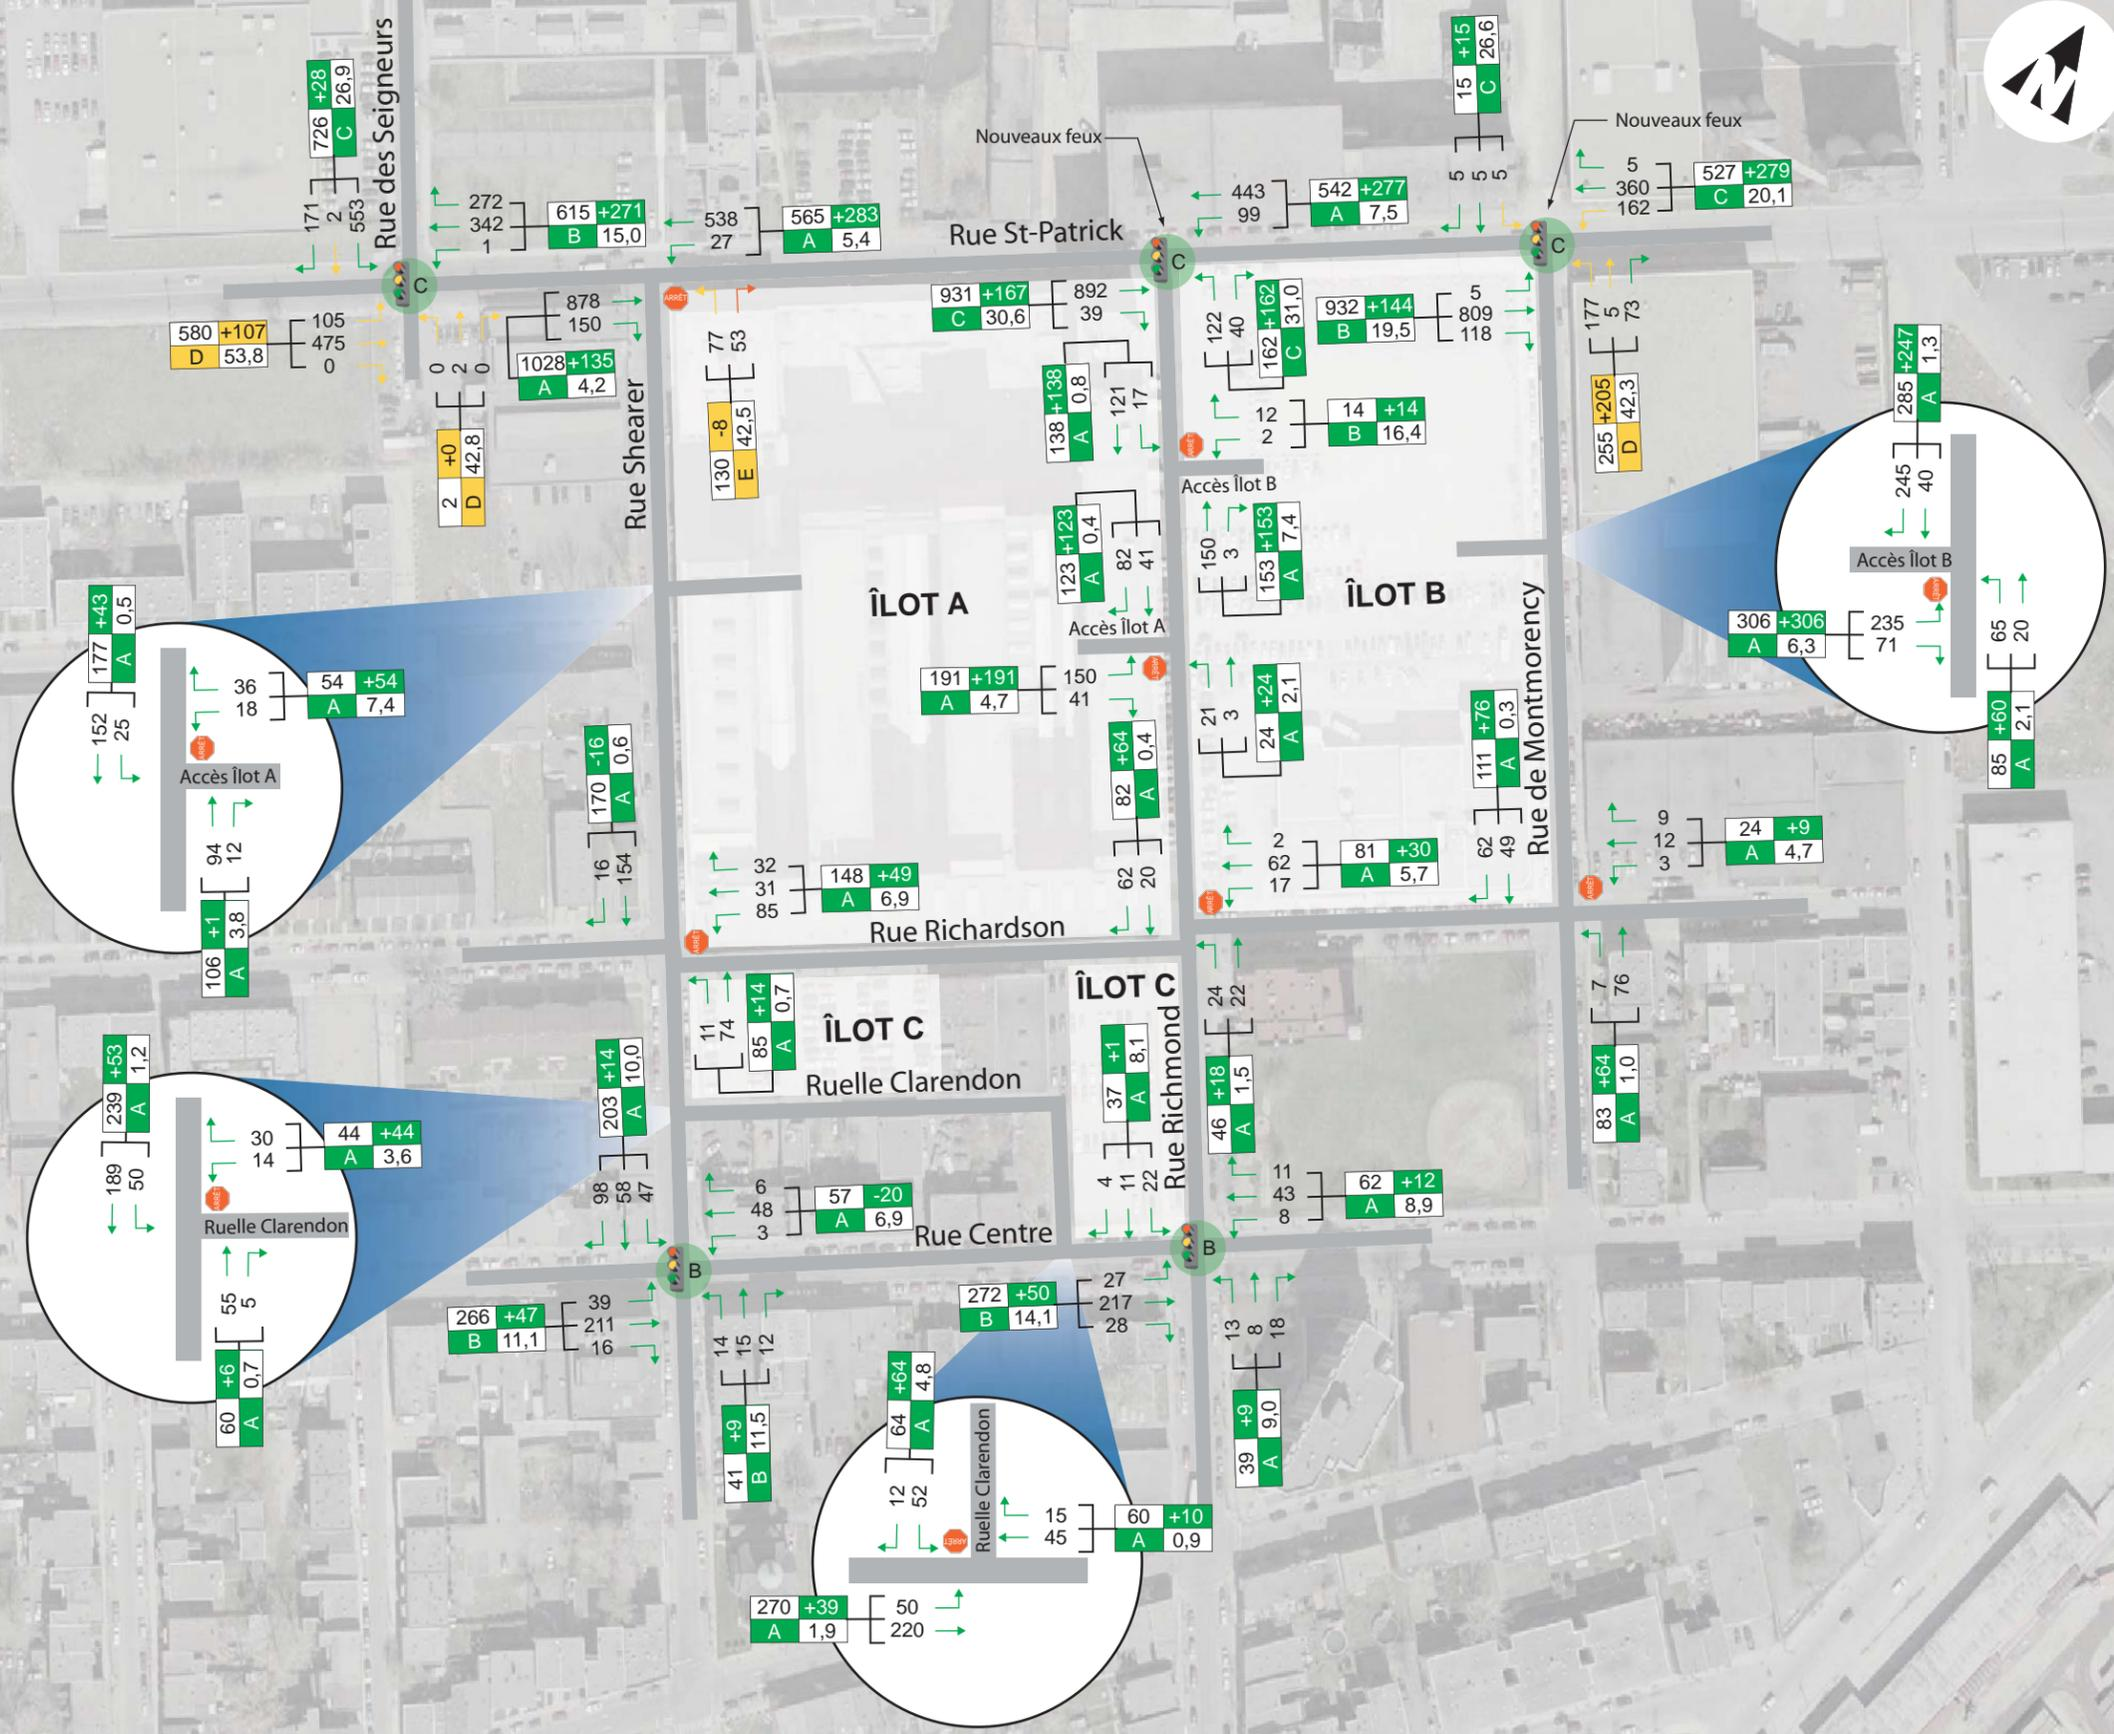 Rue des Seigneurs
726 +28
C 26,9
171
2
553
272
342
1
615 +271
B 15,0
538
27
565 +283
A 5,4
Rue St-Patrick
Nouveaux feux
443
99
542 +277
A 7,5
15 +15
C 26,6
5
5
5
Nouveaux feux
5
360
162
527 +279
C 20,1
C
C
C
580 +107
D 53,8
105
475
0
0
2
0
2 +0
D 42,8
878
150
1028 +135
A 4,2
Rue Shearer
ARRÊT
77
53
130 -8
E 42,5
931 +167
C 30,6
892
39
122
40
162 +162
C 31,0
932 +144
B 19,5
5
809
118
177
5
73
255 +205
D 42,3
138 +138
A 0,8
121
17
12
2
14 +14
B 16,4
ARRÊT
Accès Îlot B
123 +123
A 0,4
82
41
150
3
153 +153
A 7,4
ÎLOT A
ÎLOT B
Accès Îlot A
191 +191
A 4,7
150
41
ARRÊT
21
3
24 +24
A 2,1
82 +64
A 0,4
62
20
111 +76
A 0,3
62
49
Rue de Montmorency
285 +247
A 1,3
245
40
Accès Îlot B
ARRÊT
306 +306
A 6,3
235
71
65
20
85 +60
A 2,1
177 +43
A 0,5
152
25
36
18
54 +54
A 7,4
ARRÊT
Accès Îlot A
94
12
106 +1
A 3,8
170 -16
A 0,6
16
154
32
31
85
148 +49
A 6,9
ARRÊT
Rue Richardson
2
62
17
81 +30
A 5,7
ARRÊT
9
12
3
24 +9
A 4,7
ARRÊT
11
74
85 +14
A 0,7
ÎLOT C
ÎLOT C
Ruelle Clarendon
37 +1
A 8,1
4
11
22
Rue Richmond
24
22
46 +18
A 1,5
7
76
83 +64
A 1,0
239 +53
A 1,2
189
50
30
14
44 +44
A 3,6
ARRÊT
Ruelle Clarendon
55
5
60 +6
A 0,7
203 +14
A 10,0
98
58
47
6
48
3
57 -20
A 6,9
Rue Centre
11
43
8
62 +12
A 8,9
B
B
266 +47
B 11,1
39
211
16
14
15
12
41 +9
B 11,5
272 +50
B 14,1
27
217
28
13
8
18
39 +9
A 9,0
64 +64
A 4,8
12
52
ARRÊT
Ruelle Clarendon
15
45
60 +10
A 0,9
270 +39
A 1,9
50
220